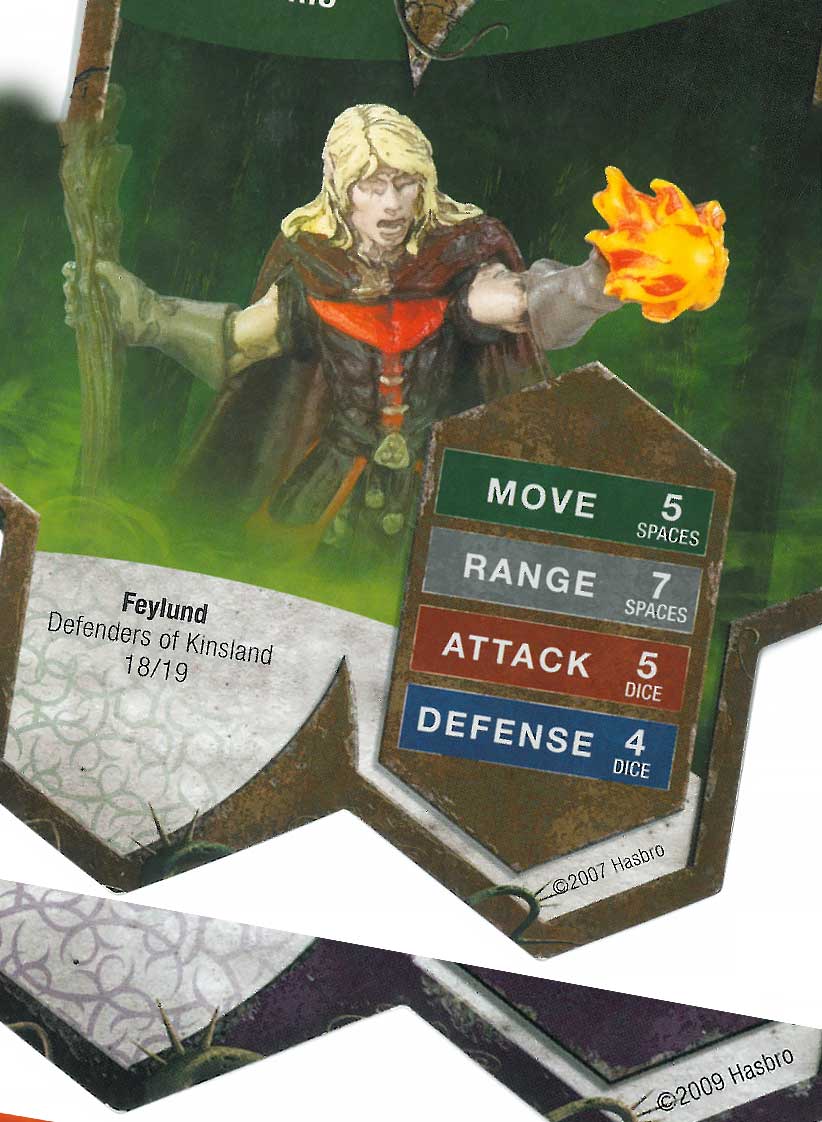 MOVE 5
SPACES
RANGE 7
SPACES
ATTACK 5
DICE
DEFENSE 4
DICE
Feylund
Defenders of Kinsland
18/19
©2007 Hasbro
©2009 Hasbro